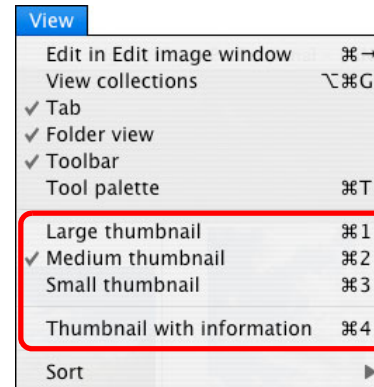 View
Edit in Edit image window ⌘→
View collections ⌥⌘G
✓ Tab
✓ Folder view
✓ Toolbar
Tool palette ⌘T
Large thumbnail ⌘1
✓ Medium thumbnail ⌘2
Small thumbnail ⌘3
Thumbnail with information ⌘4
Sort ▶